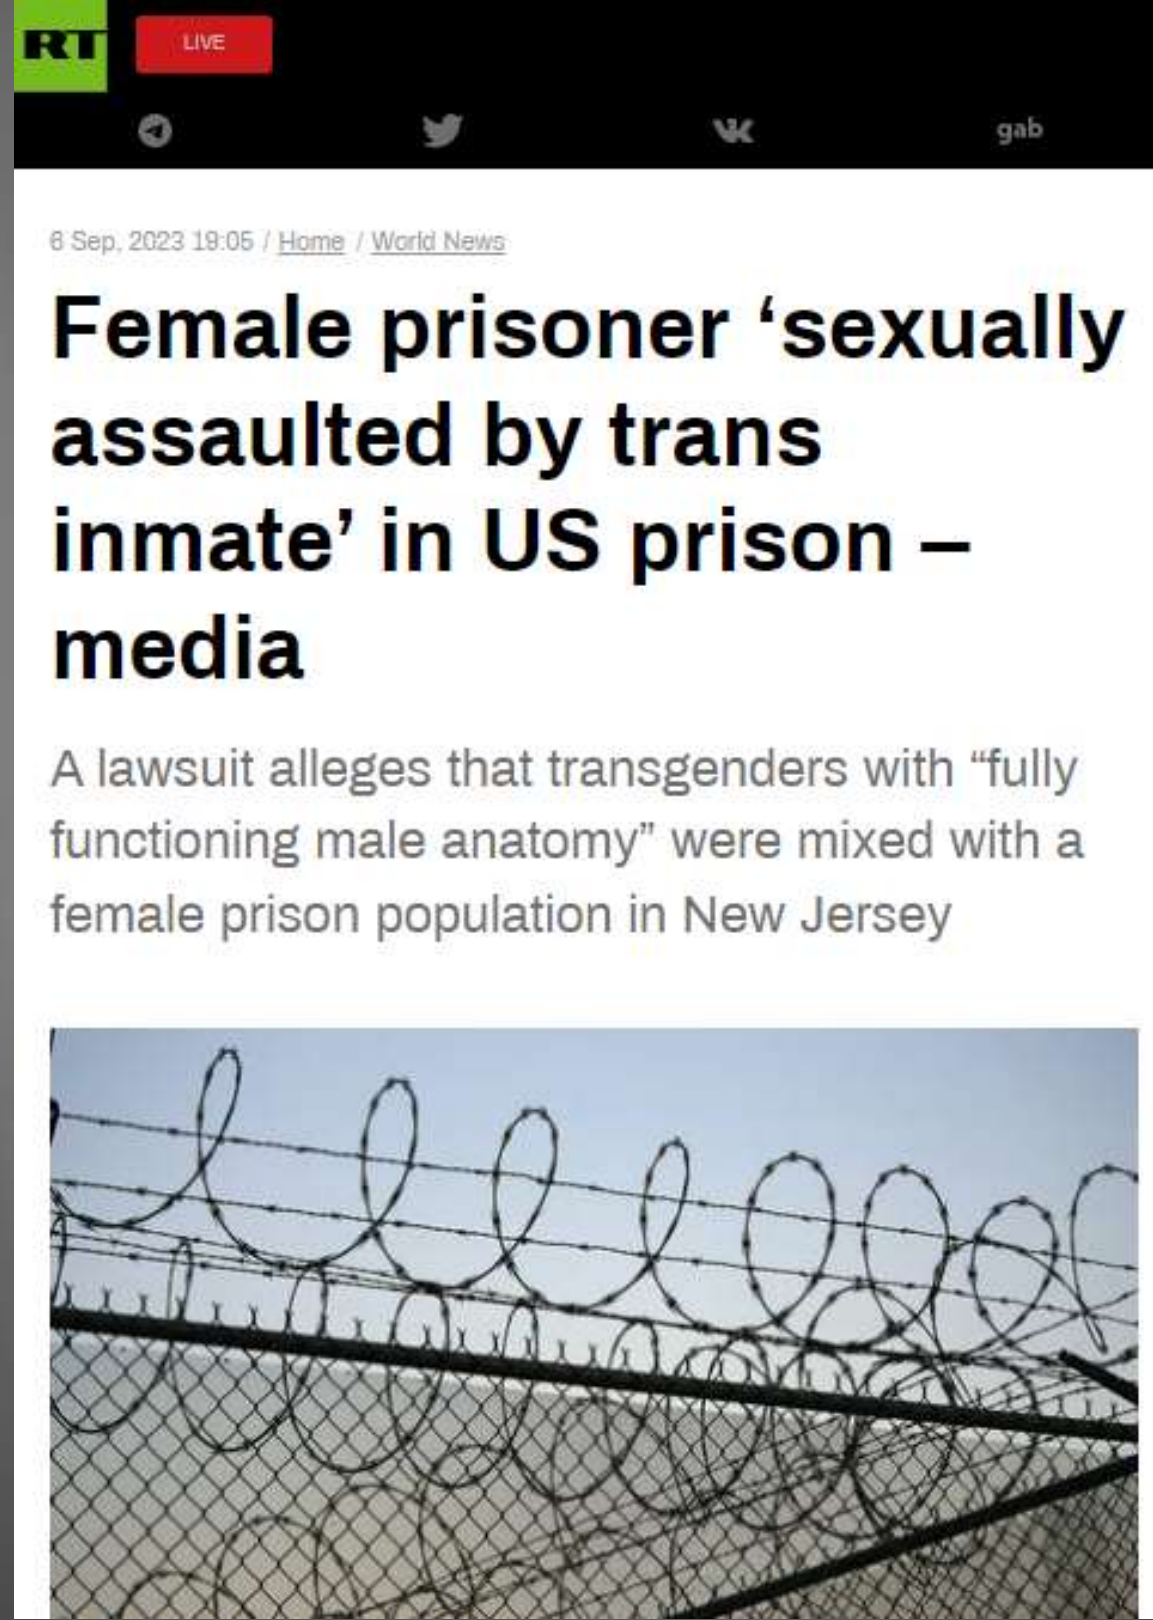 RT
LIVE
gab
6 Sep, 2023 19:05 / Home / World News
Female prisoner ‘sexually
assaulted by trans
inmate’ in US prison –
media
A lawsuit alleges that transgenders with “fully
functioning male anatomy” were mixed with a
female prison population in New Jersey